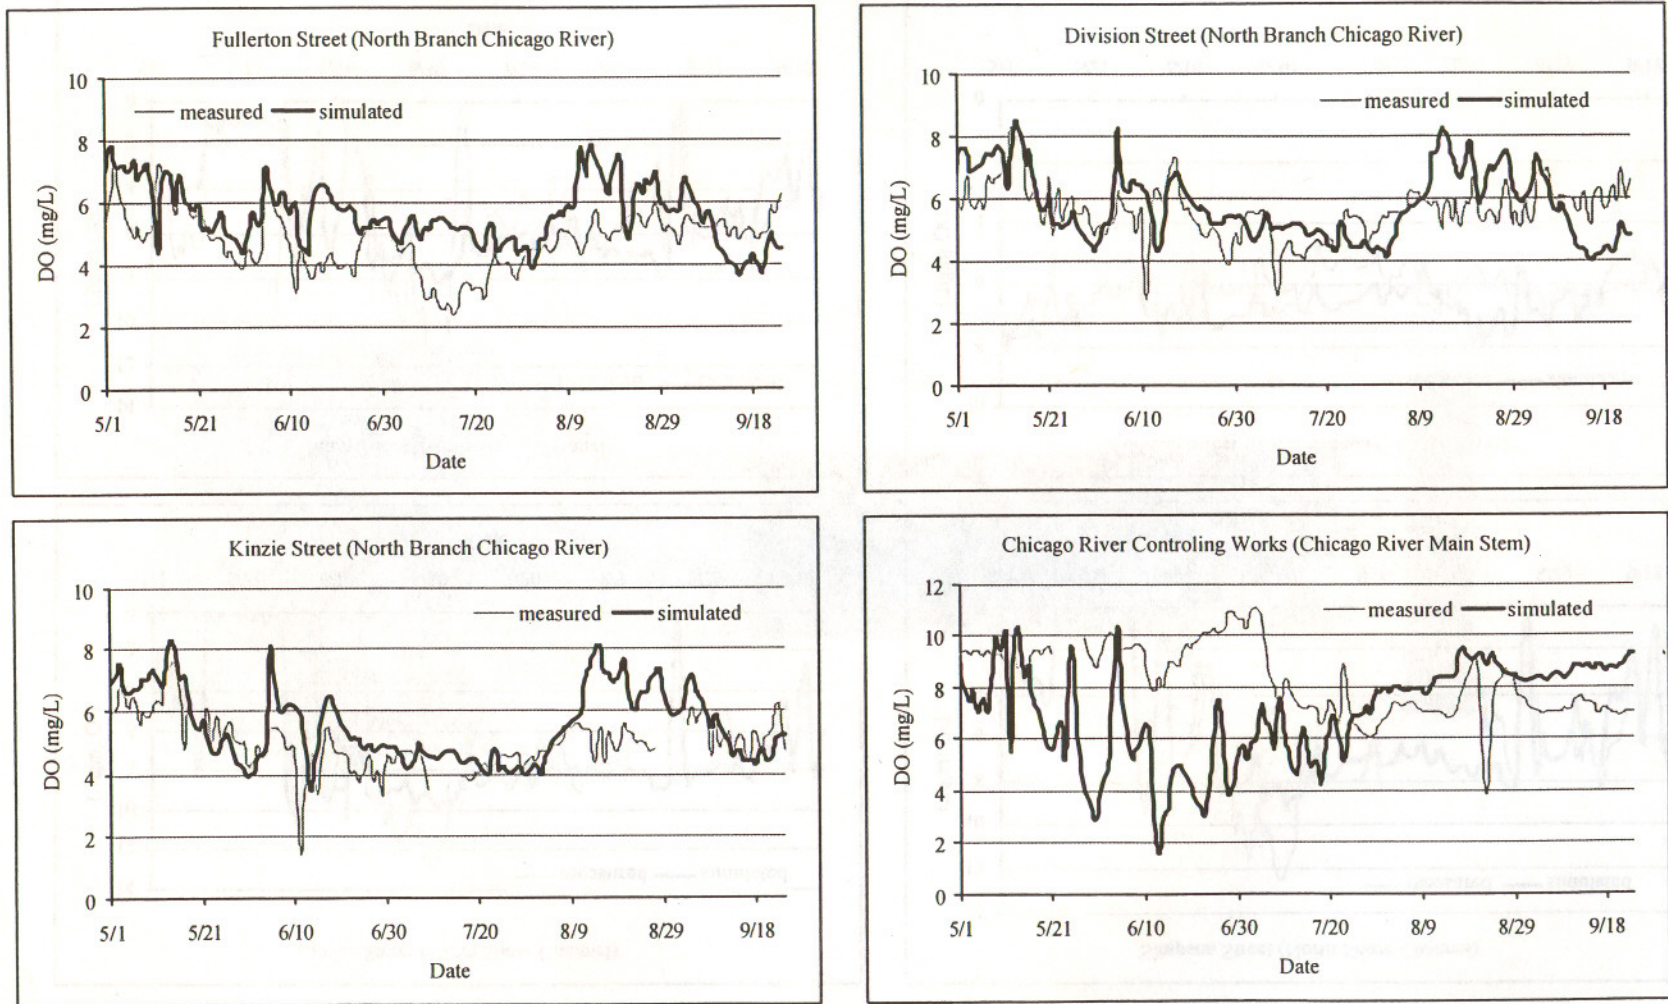 Fullerton Street (North Branch Chicago River)
10
8
6
4
2
0
DO (mg/L)
measured
simulated
5/1 5/21 6/10 6/30 7/20 8/9 8/29 9/18
Date
Division Street (North Branch Chicago River)
10
8
6
4
2
0
DO (mg/L)
measured
simulated
5/1 5/21 6/10 6/30 7/20 8/9 8/29 9/18
Date
Kinzie Street (North Branch Chicago River)
10
8
6
4
2
0
DO (mg/L)
measured
simulated
5/1 5/21 6/10 6/30 7/20 8/9 8/29 9/18
Date
Chicago River Controling Works (Chicago River Main Stem)
12
10
8
6
4
2
0
DO (mg/L)
measured
simulated
5/1 5/21 6/10 6/30 7/20 8/9 8/29 9/18
Date